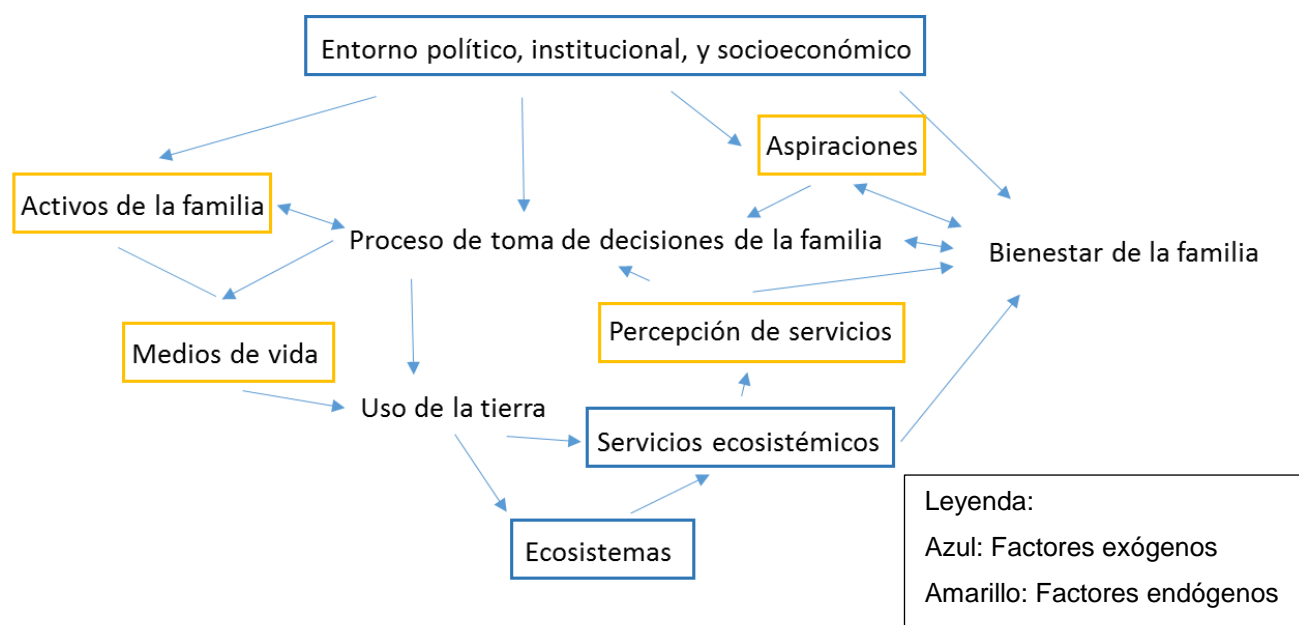 Entorno político, institucional, y socioeconómico
Aspiraciones
Activos de la familia
Proceso de toma de decisiones de la familia
Bienestar de la familia
Percepción de servicios
Medios de vida
Uso de la tierra
Servicios ecosistémicos
Ecosistemas
Leyenda:
Azul: Factores exógenos
Amarillo: Factores endógenos